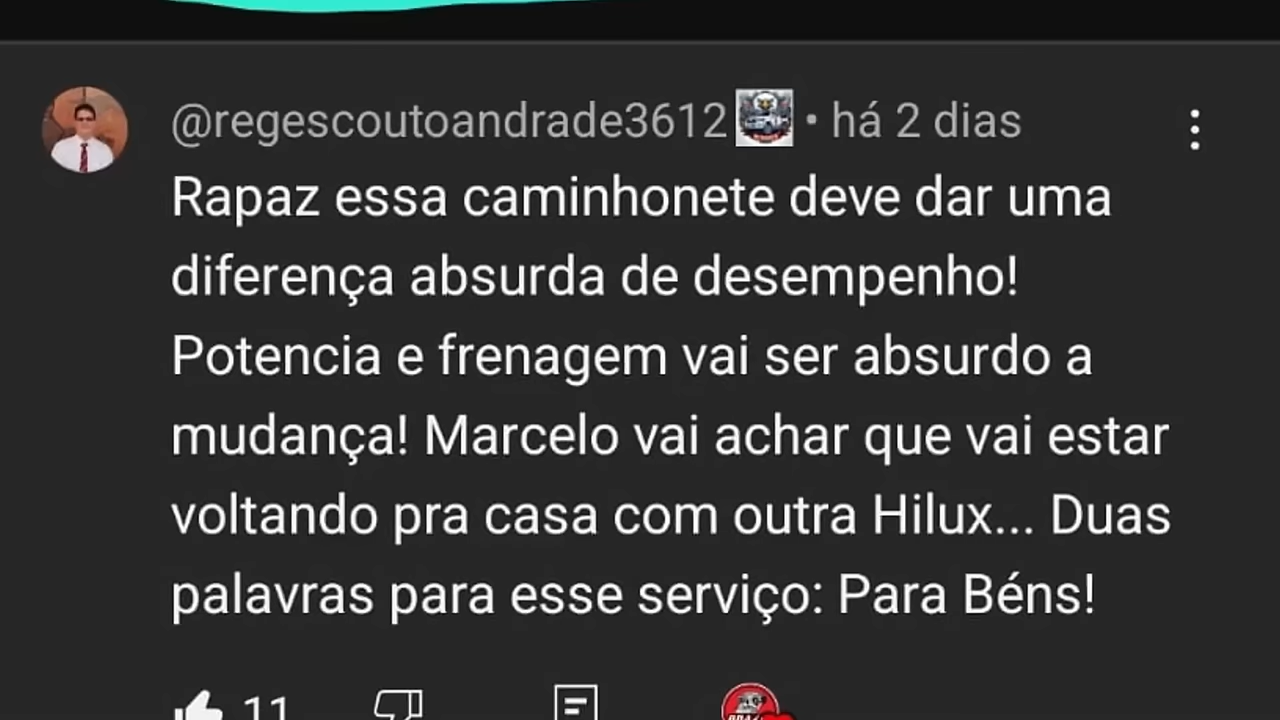 @regescoutoandrade3612 • há 2 dias
Rapaz essa caminhonete deve dar uma
diferença absurda de desempenho!
Potencia e frenagem vai ser absurdo a
mudança! Marcelo vai achar que vai estar
voltando pra casa com outra Hilux... Duas
palavras para esse serviço: Para Béns!
11